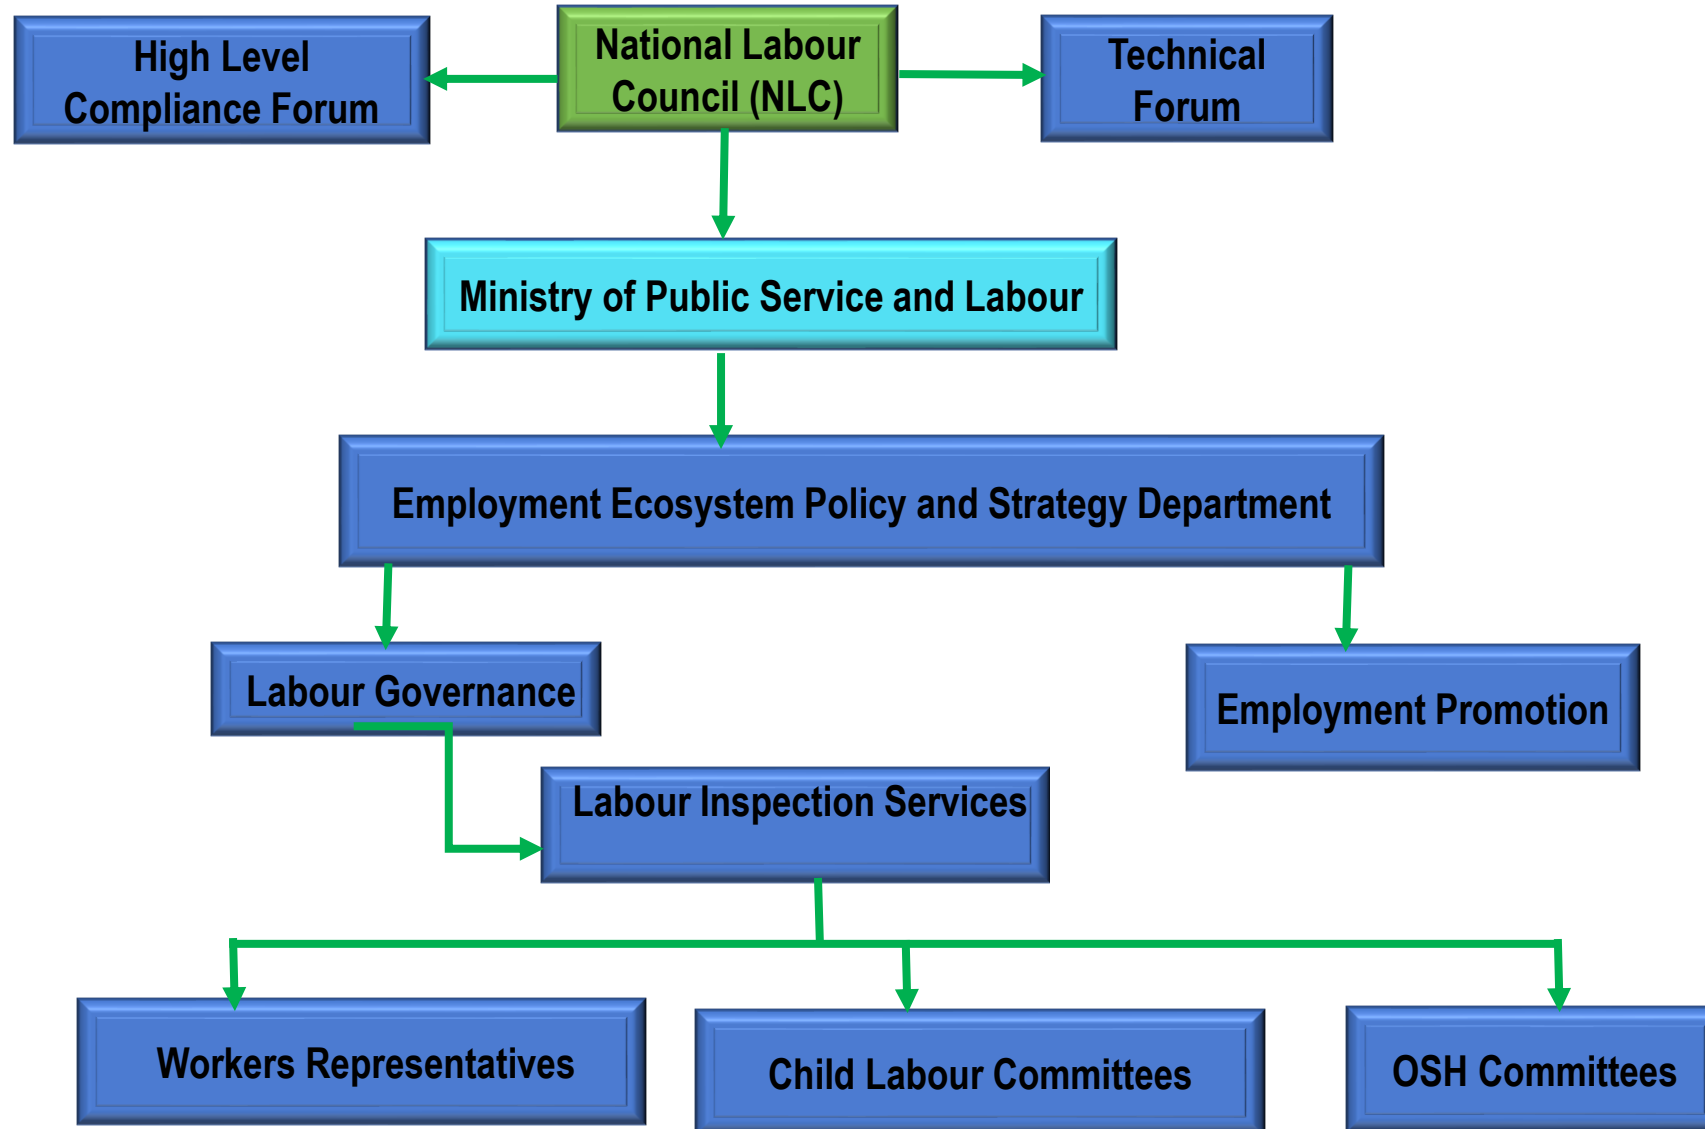 High Level
Compliance Forum
National Labour
Council (NLC)
Technical
Forum
Ministry of Public Service and Labour
Employment Ecosystem Policy and Strategy Department
Labour Governance
Employment Promotion
Labour Inspection Services
Workers Representatives
Child Labour Committees
OSH Committees